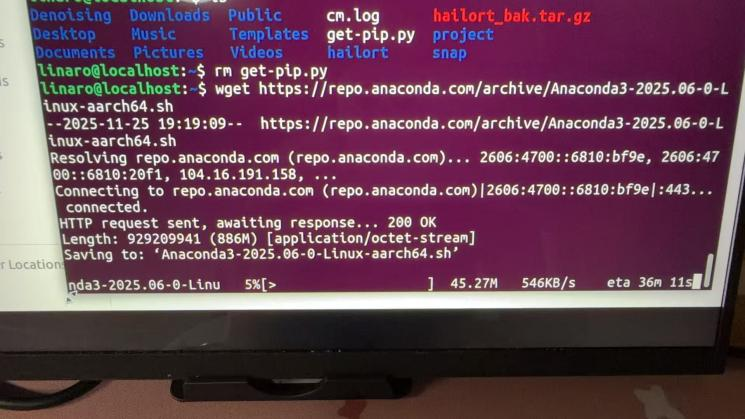 Denoising Downloads Public cm.log hailort_bak.tar.gz
Desktop Music Templates get-pip.py project
Documents Pictures Videos hailort snap
linaro@localhost:~$ rm get-pip.py
linaro@localhost:~$ wget https://repo.anaconda.com/archive/Anaconda3-2025.06-0-L
inux-aarch64.sh
--2025-11-25 19:19:09-- https://repo.anaconda.com/archive/Anaconda3-2025.06-0-L
inux-aarch64.sh
Resolving repo.anaconda.com (repo.anaconda.com)... 2606:4700::6810:bf9e, 2606:47
00::6810:20f1, 104.16.191.158, ...
Connecting to repo.anaconda.com (repo.anaconda.com)|2606:4700::6810:bf9e|:443...
connected.
HTTP request sent, awaiting response... 200 OK
Length: 929209941 (886M) [application/octet-stream]
Saving to: ‘Anaconda3-2025.06-0-Linux-aarch64.sh’
r Location
nda3-2025.06-0-Linu 5%[> ] 45.27M 546KB/s eta 36m 11s